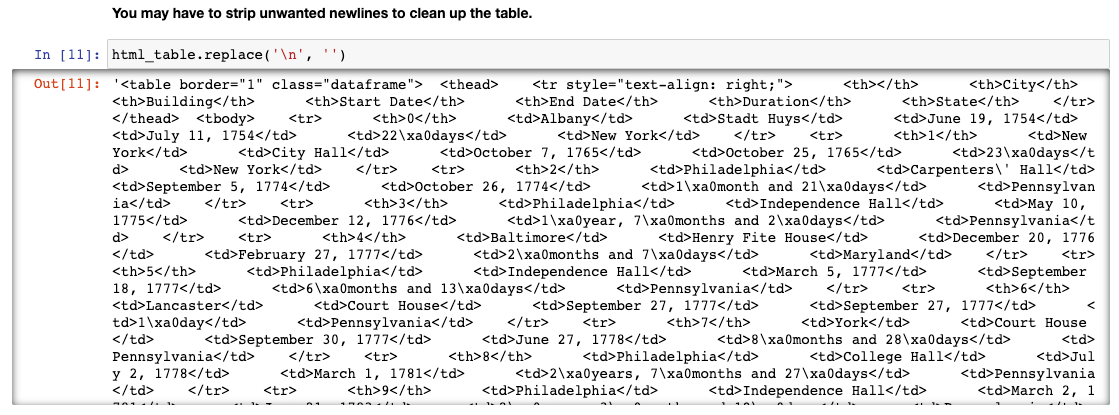 You may have to strip unwanted newlines to clean up the table.
In [11]: html_table.replace('\n', '')
Out[11]: '<table border="1" class="dataframe">  <thead>    <tr style="text-align: right;">      <th></th>      <th>City</th>
<th>Building</th>      <th>Start Date</th>      <th>End Date</th>      <th>Duration</th>      <th>State</th>    </tr>
</thead>  <tbody>    <tr>      <th>0</th>      <td>Albany</td>      <td>Stadt Huys</td>      <td>June 19, 1754</td>
<td>July 11, 1754</td>      <td>22\xa0days</td>      <td>New York</td>    </tr>    <tr>      <th>1</th>      <td>New
York</td>      <td>City Hall</td>      <td>October 7, 1765</td>      <td>October 25, 1765</td>      <td>23\xa0days</t
d>      <td>New York</td>    </tr>    <tr>      <th>2</th>      <td>Philadelphia</td>      <td>Carpenters\' Hall</td>
<td>September 5, 1774</td>      <td>October 26, 1774</td>      <td>1\xa0month and 21\xa0days</td>      <td>Pennsylvan
ia</td>    </tr>    <tr>      <th>3</th>      <td>Philadelphia</td>      <td>Independence Hall</td>      <td>May 10,
1775</td>      <td>December 12, 1776</td>      <td>1\xa0year, 7\xa0months and 2\xa0days</td>      <td>Pennsylvania</t
d>    </tr>    <tr>      <th>4</th>      <td>Baltimore</td>      <td>Henry Fite House</td>      <td>December 20, 1776
</td>      <td>February 27, 1777</td>      <td>2\xa0months and 7\xa0days</td>      <td>Maryland</td>    </tr>    <tr>
<th>5</th>      <td>Philadelphia</td>      <td>Independence Hall</td>      <td>March 5, 1777</td>      <td>September
18, 1777</td>      <td>6\xa0months and 13\xa0days</td>      <td>Pennsylvania</td>    </tr>    <tr>      <th>6</th>
<td>Lancaster</td>      <td>Court House</td>      <td>September 27, 1777</td>      <td>September 27, 1777</td>      <
td>1\xa0day</td>      <td>Pennsylvania</td>    </tr>    <tr>      <th>7</th>      <td>York</td>      <td>Court House
</td>      <td>September 30, 1777</td>      <td>June 27, 1778</td>      <td>8\xa0months and 28\xa0days</td>      <td>
Pennsylvania</td>    </tr>    <tr>      <th>8</th>      <td>Philadelphia</td>      <td>College Hall</td>      <td>Jul
y 2, 1778</td>      <td>March 1, 1781</td>      <td>2\xa0years, 7\xa0months and 27\xa0days</td>      <td>Pennsylvania
</td>    </tr>    <tr>      <th>9</th>      <td>Philadelphia</td>      <td>Independence Hall</td>      <td>March 2, 1